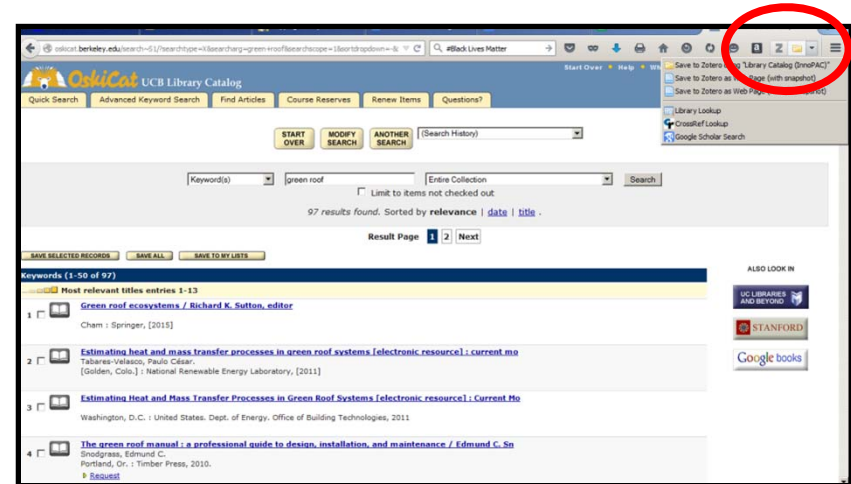 oskicat.berkeley.edu/search~S1/?searchtype=X&searcharg=green+roof&searchscope=1&sortdropdown=-&
#Black Lives Matter
Start Over Help
Save to Zotero using "Library Catalog (InnoPAC)"
Save to Zotero as Web Page (with snapshot)
Save to Zotero as Web Page
Library Lookup
CrossRef Lookup
Google Scholar Search
OskiCat UCB Library Catalog
Quick Search Advanced Keyword Search Find Articles Course Reserves Renew Items Questions?
START OVER MODIFY SEARCH ANOTHER SEARCH (Search History)
Keyword(s) green roof Entire Collection Search
Limit to items not checked out
97 results found. Sorted by relevance | date | title .
Result Page 1 2 Next
SAVE SELECTED RECORDS SAVE ALL SAVE TO MY LISTS
Keywords (1-50 of 97)
Most relevant titles entries 1-13
1 Green roof ecosystems / Richard K. Sutton, editor
Cham : Springer, [2015]
2 Estimating heat and mass transfer processes in green roof systems [electronic resource] : current mo
Tabares-Velasco, Paulo César.
[Golden, Colo.] : National Renewable Energy Laboratory, [2011]
3 Estimating Heat and Mass Transfer Processes in Green Roof Systems [electronic resource] : Current Mo
Washington, D.C. : United States. Dept. of Energy. Office of Building Technologies, 2011
4 The green roof manual : a professional guide to design, installation, and maintenance / Edmund C. Sn
Snodgrass, Edmund C.
Portland, Or. : Timber Press, 2010.
Request
ALSO LOOK IN
UC LIBRARIES
AND BEYOND
STANFORD
Google books